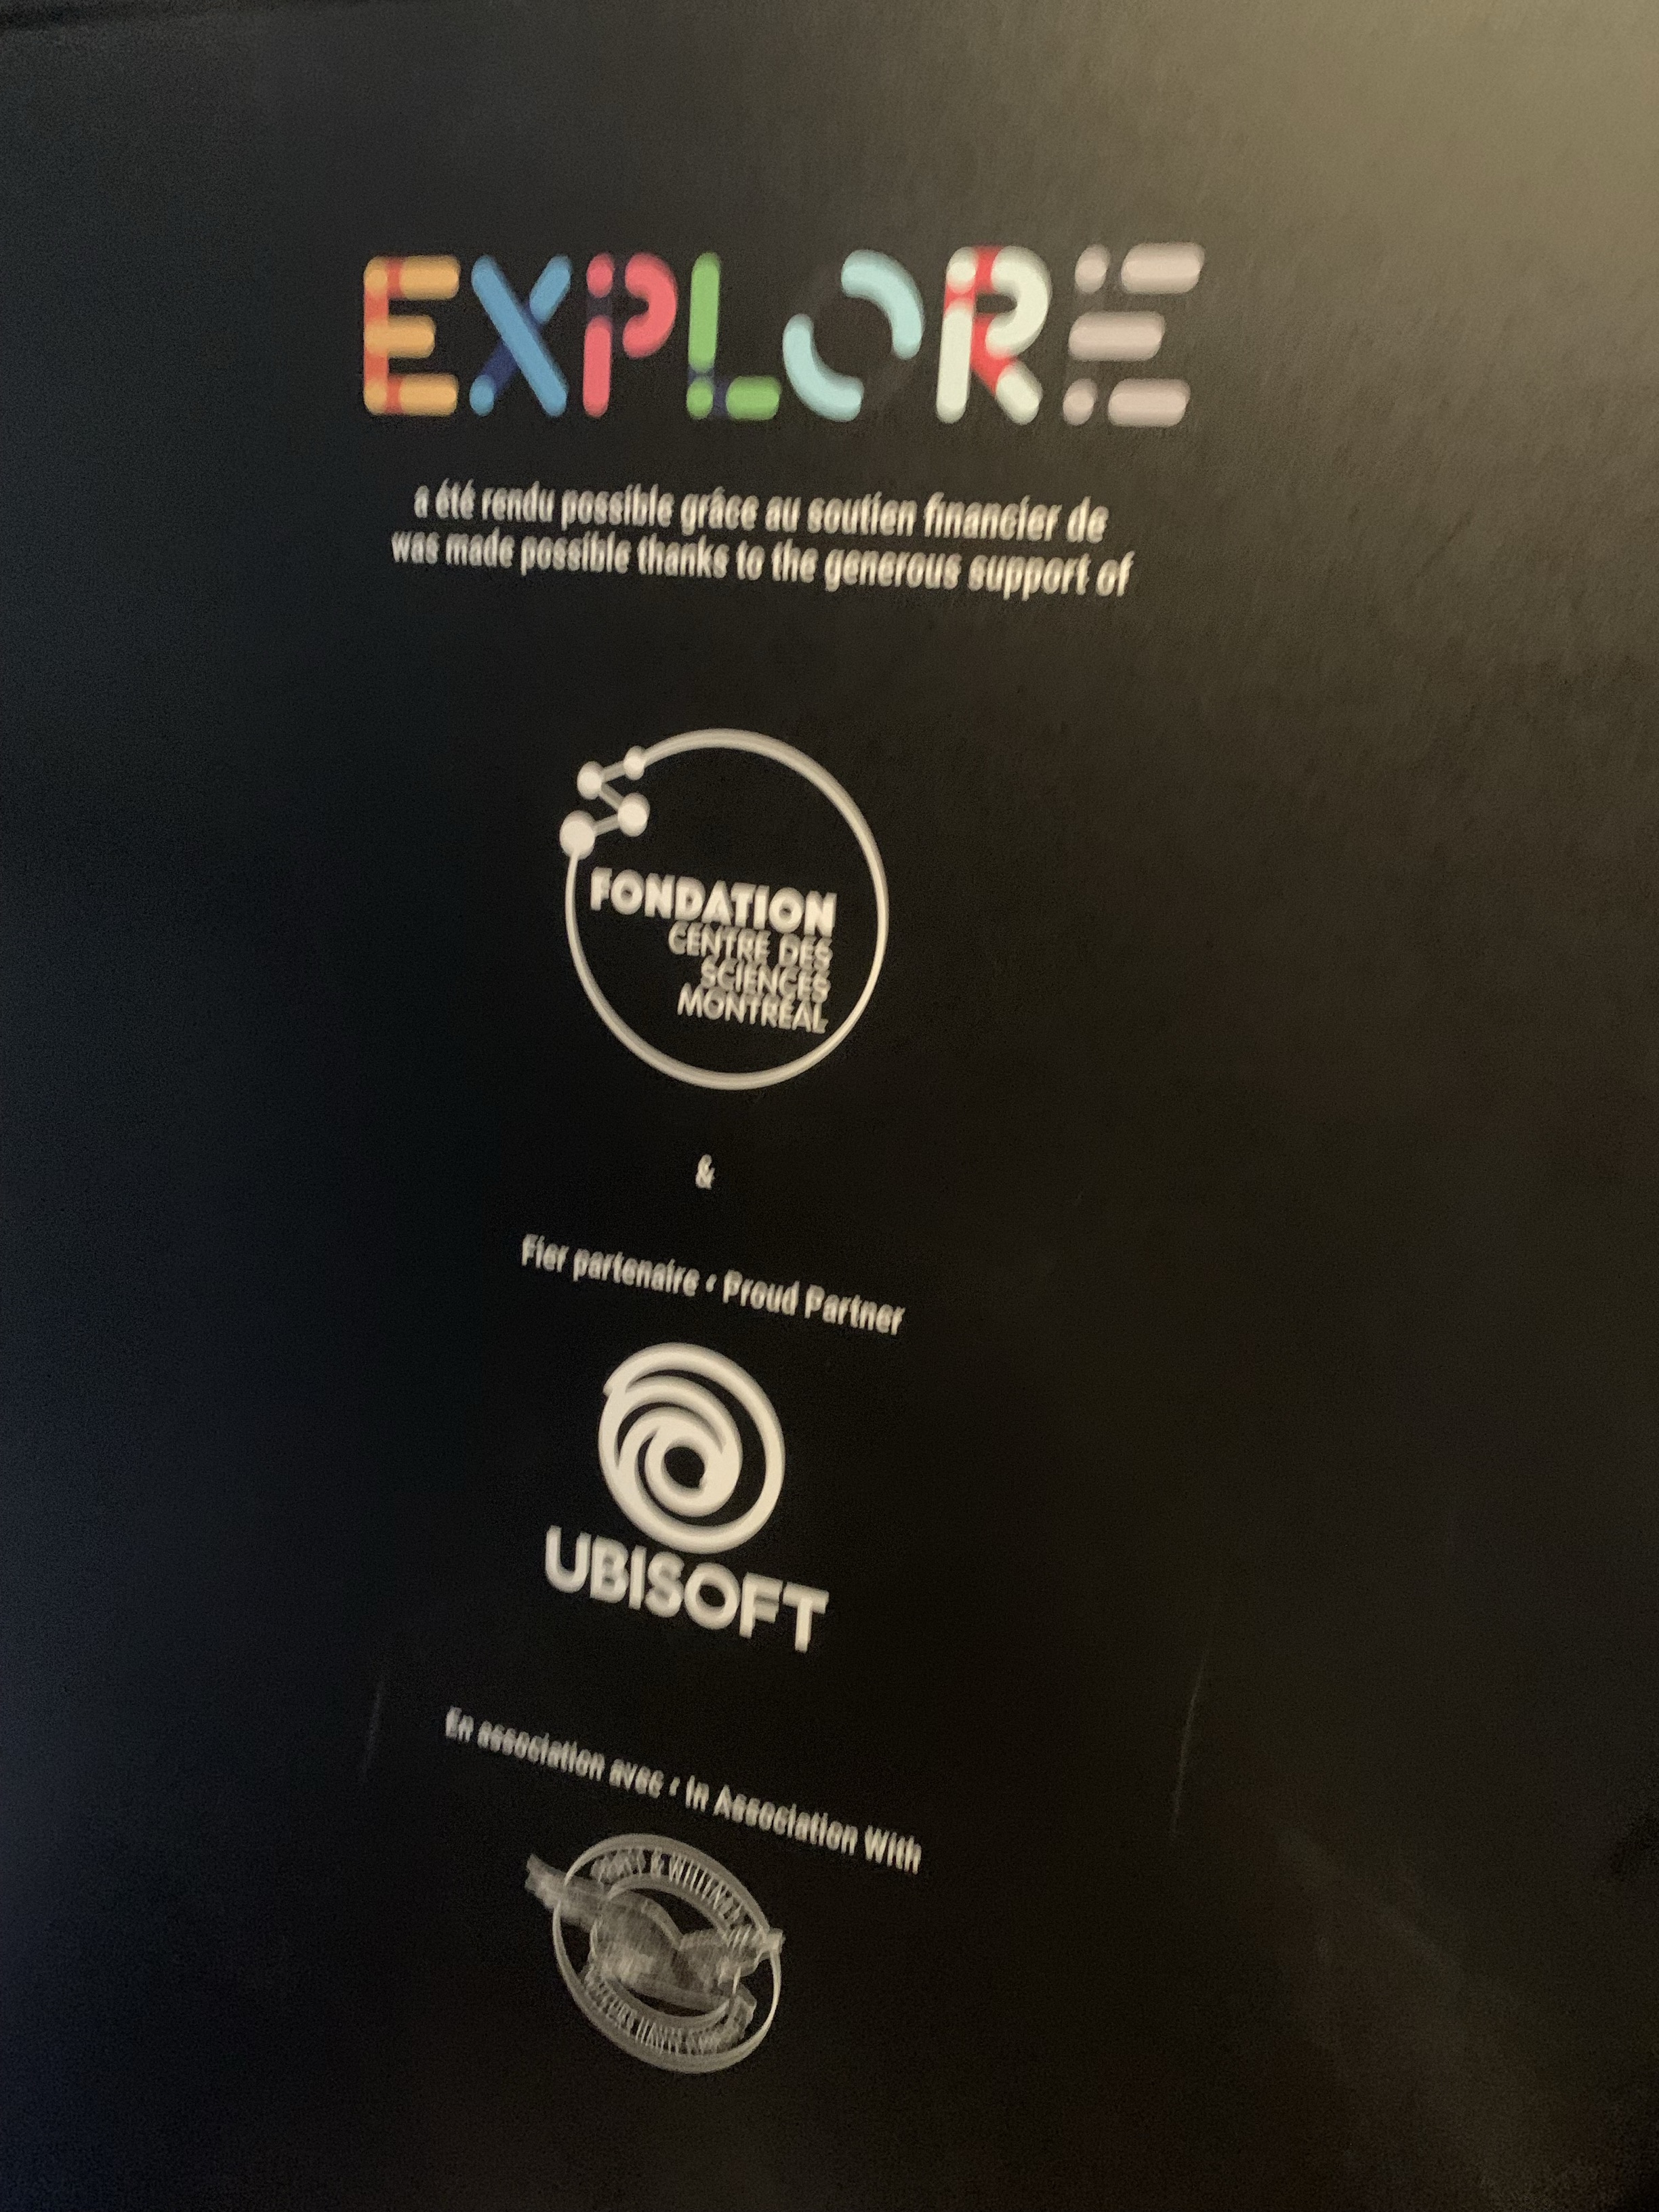 EXPLORE
a été rendu possible grâce au soutien financier de
was made possible thanks to the generous support of
FONDATION
CENTRE DES
SCIENCES
MONTRÉAL
&
Fier partenaire • Proud Partner
UBISOFT
En association avec • In Association With
& WHITNEY